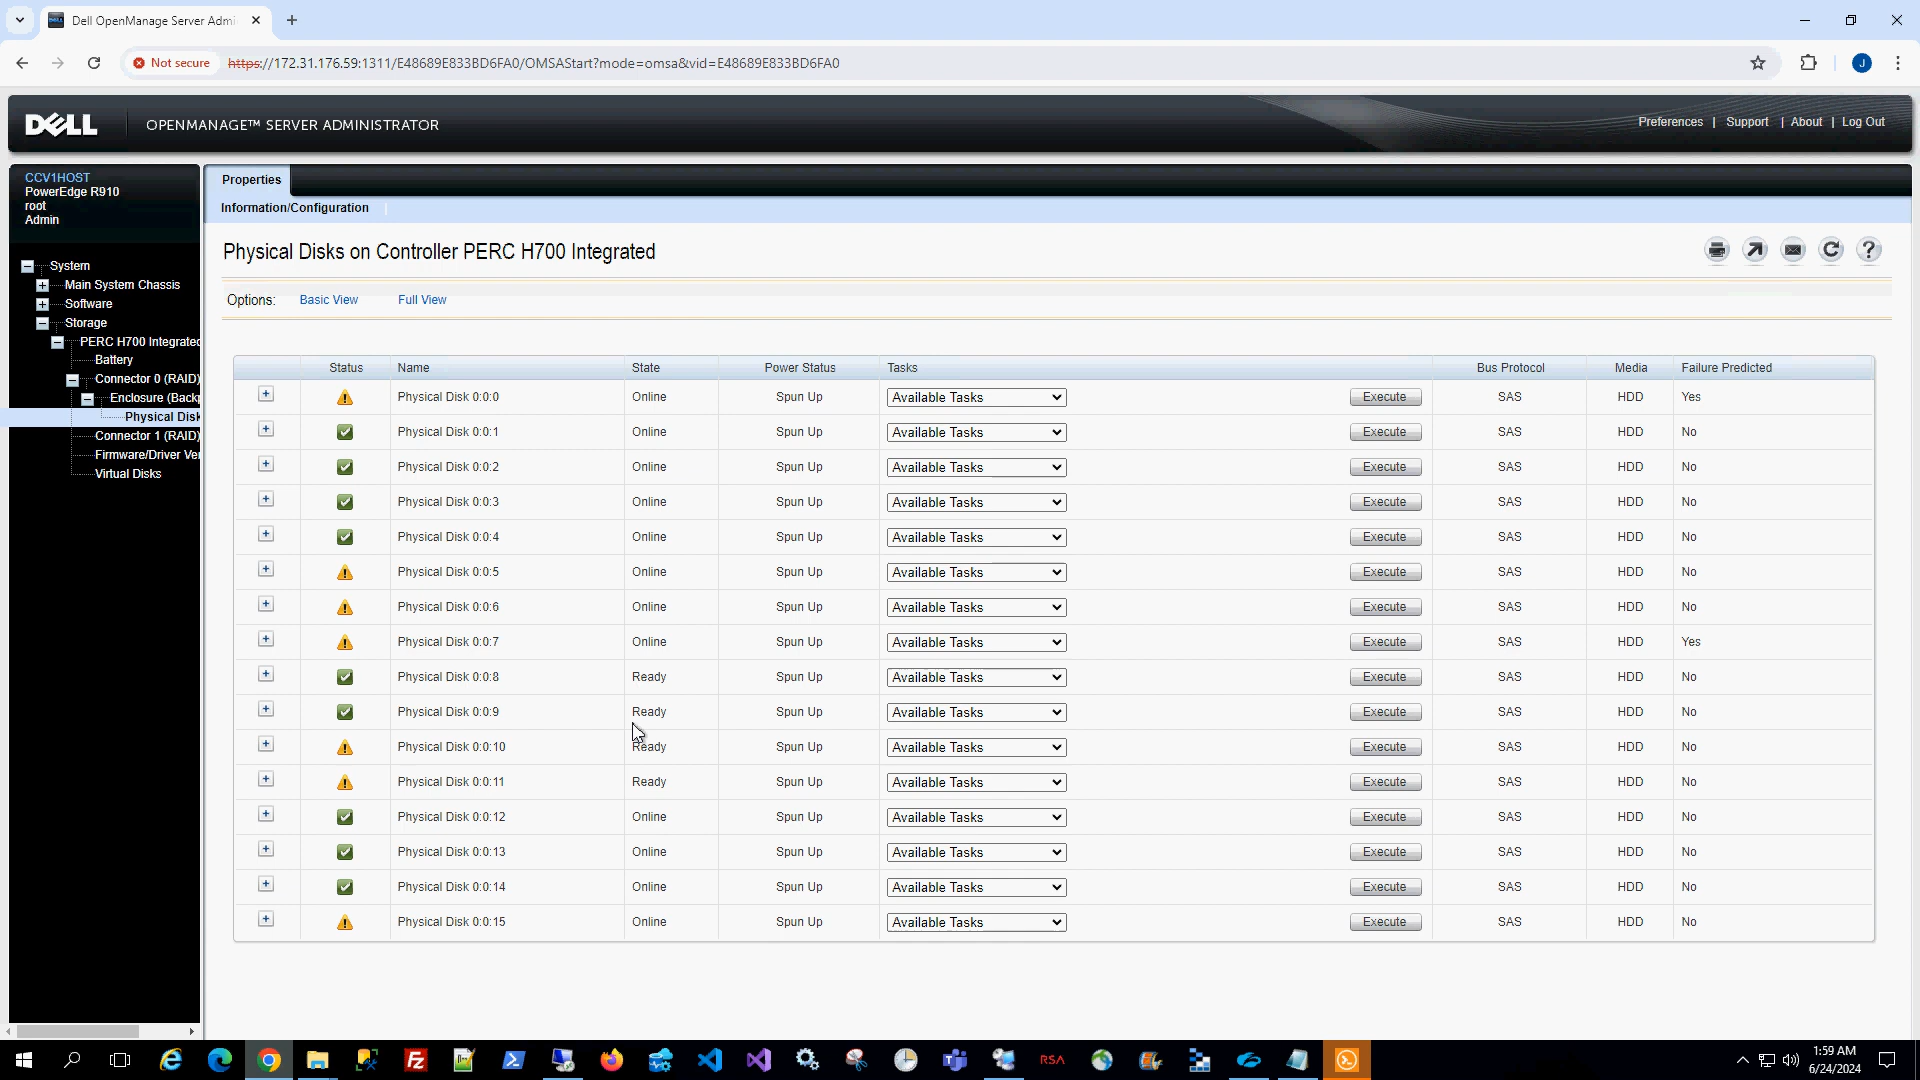 Dell OpenManage Server Admi
Not secure
https://172.31.176.59:1311/E48689E833BD6FA0/OMSAStart?mode=omsa&vid=E48689E833BD6FA0
J
DELL
OPENMANAGE™ SERVER ADMINISTRATOR
Preferences | Support | About | Log Out
CCV1HOST
PowerEdge R910
root
Admin
System
Main System Chassis
Software
Storage
PERC H700 Integrated
Battery
Connector 0 (RAID)
Enclosure (Backp
Physical Disk
Connector 1 (RAID)
Firmware/Driver Ver
Virtual Disks
Properties
Information/Configuration
Physical Disks on Controller PERC H700 Integrated
Options: Basic View Full View
Status Name State Power Status Tasks Bus Protocol Media Failure Predicted
Physical Disk 0:0:0 Online Spun Up Available Tasks Execute SAS HDD Yes
Physical Disk 0:0:1 Online Spun Up Available Tasks Execute SAS HDD No
Physical Disk 0:0:2 Online Spun Up Available Tasks Execute SAS HDD No
Physical Disk 0:0:3 Online Spun Up Available Tasks Execute SAS HDD No
Physical Disk 0:0:4 Online Spun Up Available Tasks Execute SAS HDD No
Physical Disk 0:0:5 Online Spun Up Available Tasks Execute SAS HDD No
Physical Disk 0:0:6 Online Spun Up Available Tasks Execute SAS HDD No
Physical Disk 0:0:7 Online Spun Up Available Tasks Execute SAS HDD Yes
Physical Disk 0:0:8 Ready Spun Up Available Tasks Execute SAS HDD No
Physical Disk 0:0:9 Ready Spun Up Available Tasks Execute SAS HDD No
Physical Disk 0:0:10 Ready Spun Up Available Tasks Execute SAS HDD No
Physical Disk 0:0:11 Ready Spun Up Available Tasks Execute SAS HDD No
Physical Disk 0:0:12 Online Spun Up Available Tasks Execute SAS HDD No
Physical Disk 0:0:13 Online Spun Up Available Tasks Execute SAS HDD No
Physical Disk 0:0:14 Online Spun Up Available Tasks Execute SAS HDD No
Physical Disk 0:0:15 Online Spun Up Available Tasks Execute SAS HDD No
RSA
1:59 AM
6/24/2024